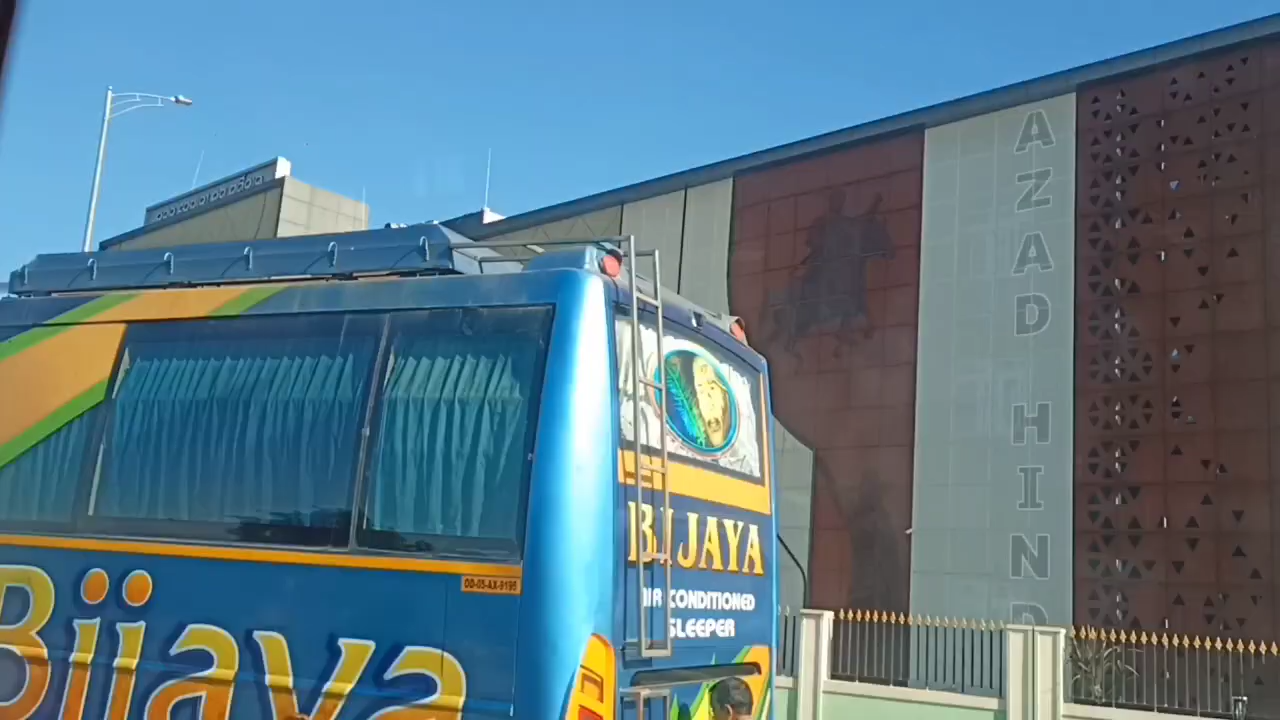 AZAD HIND
BIJAYA
AIR CONDITIONED
SLEEPER
OD-05-AX-9195
Bijaya